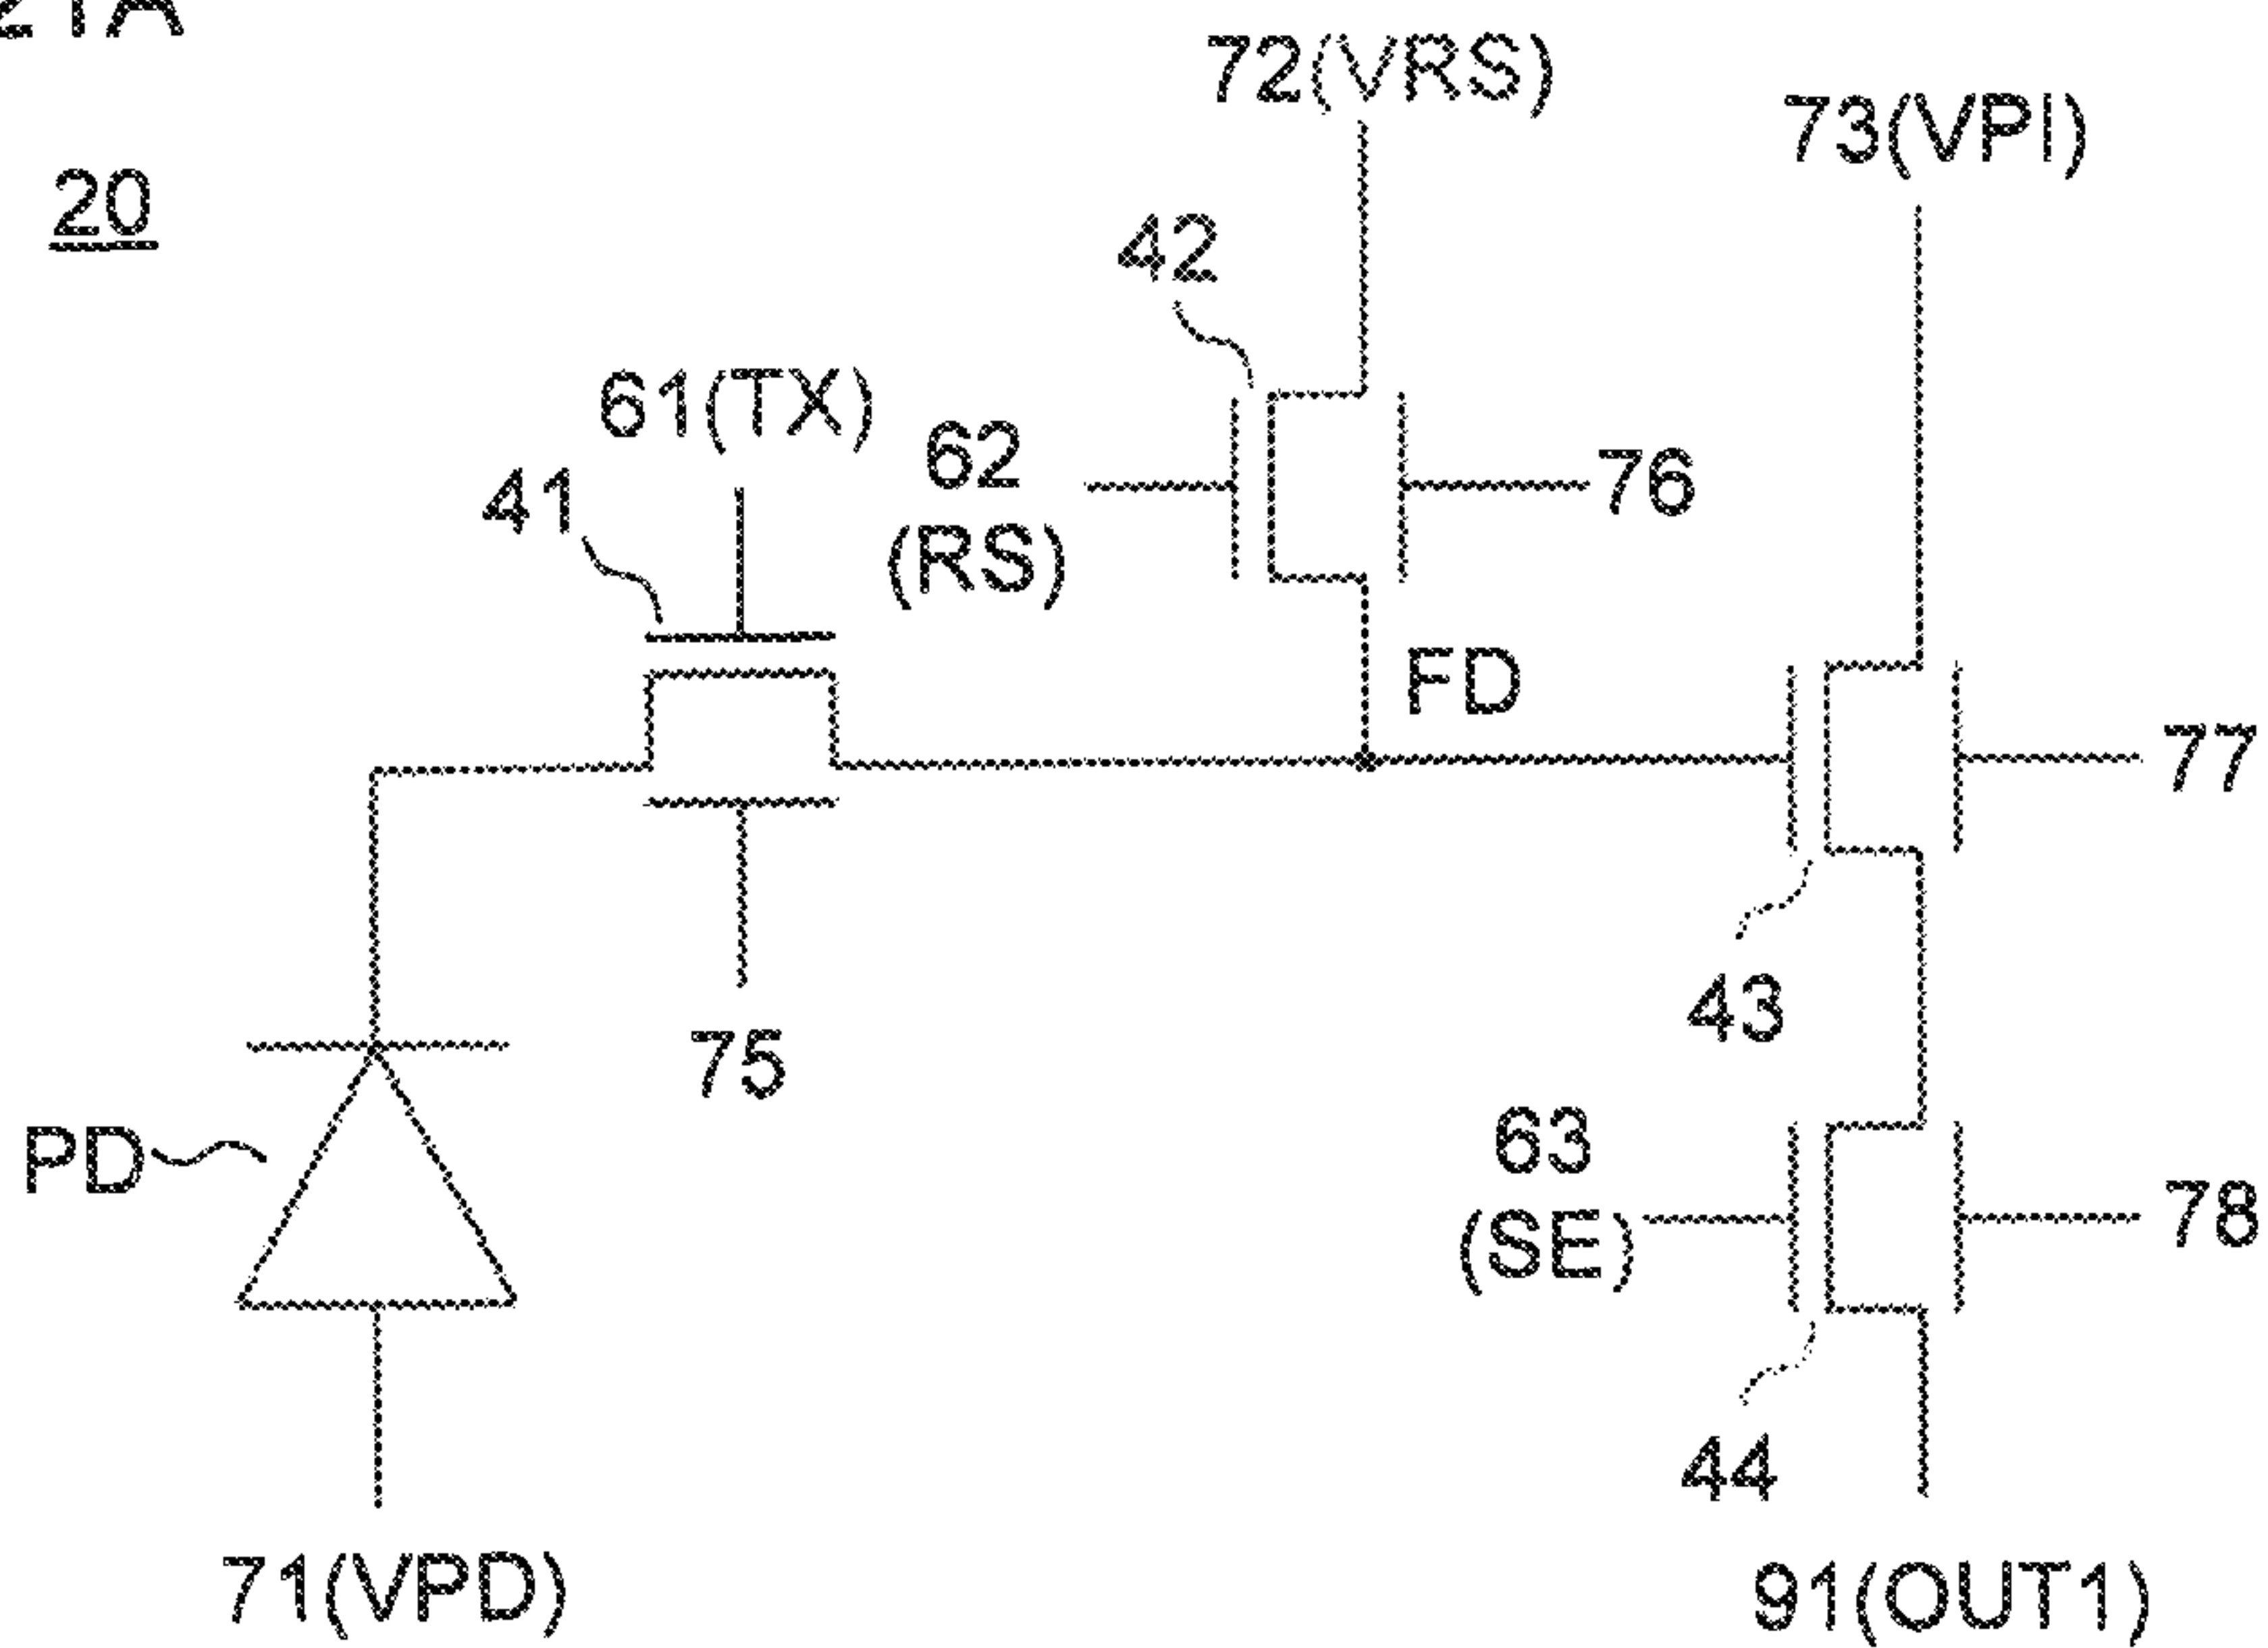 20
72(VRS)
73(VPI)
42
61(TX)
62
(RS)
41
76
FD
77
43
75
PD
63
(SE)
78
44
71(VPD)
91(OUT1)